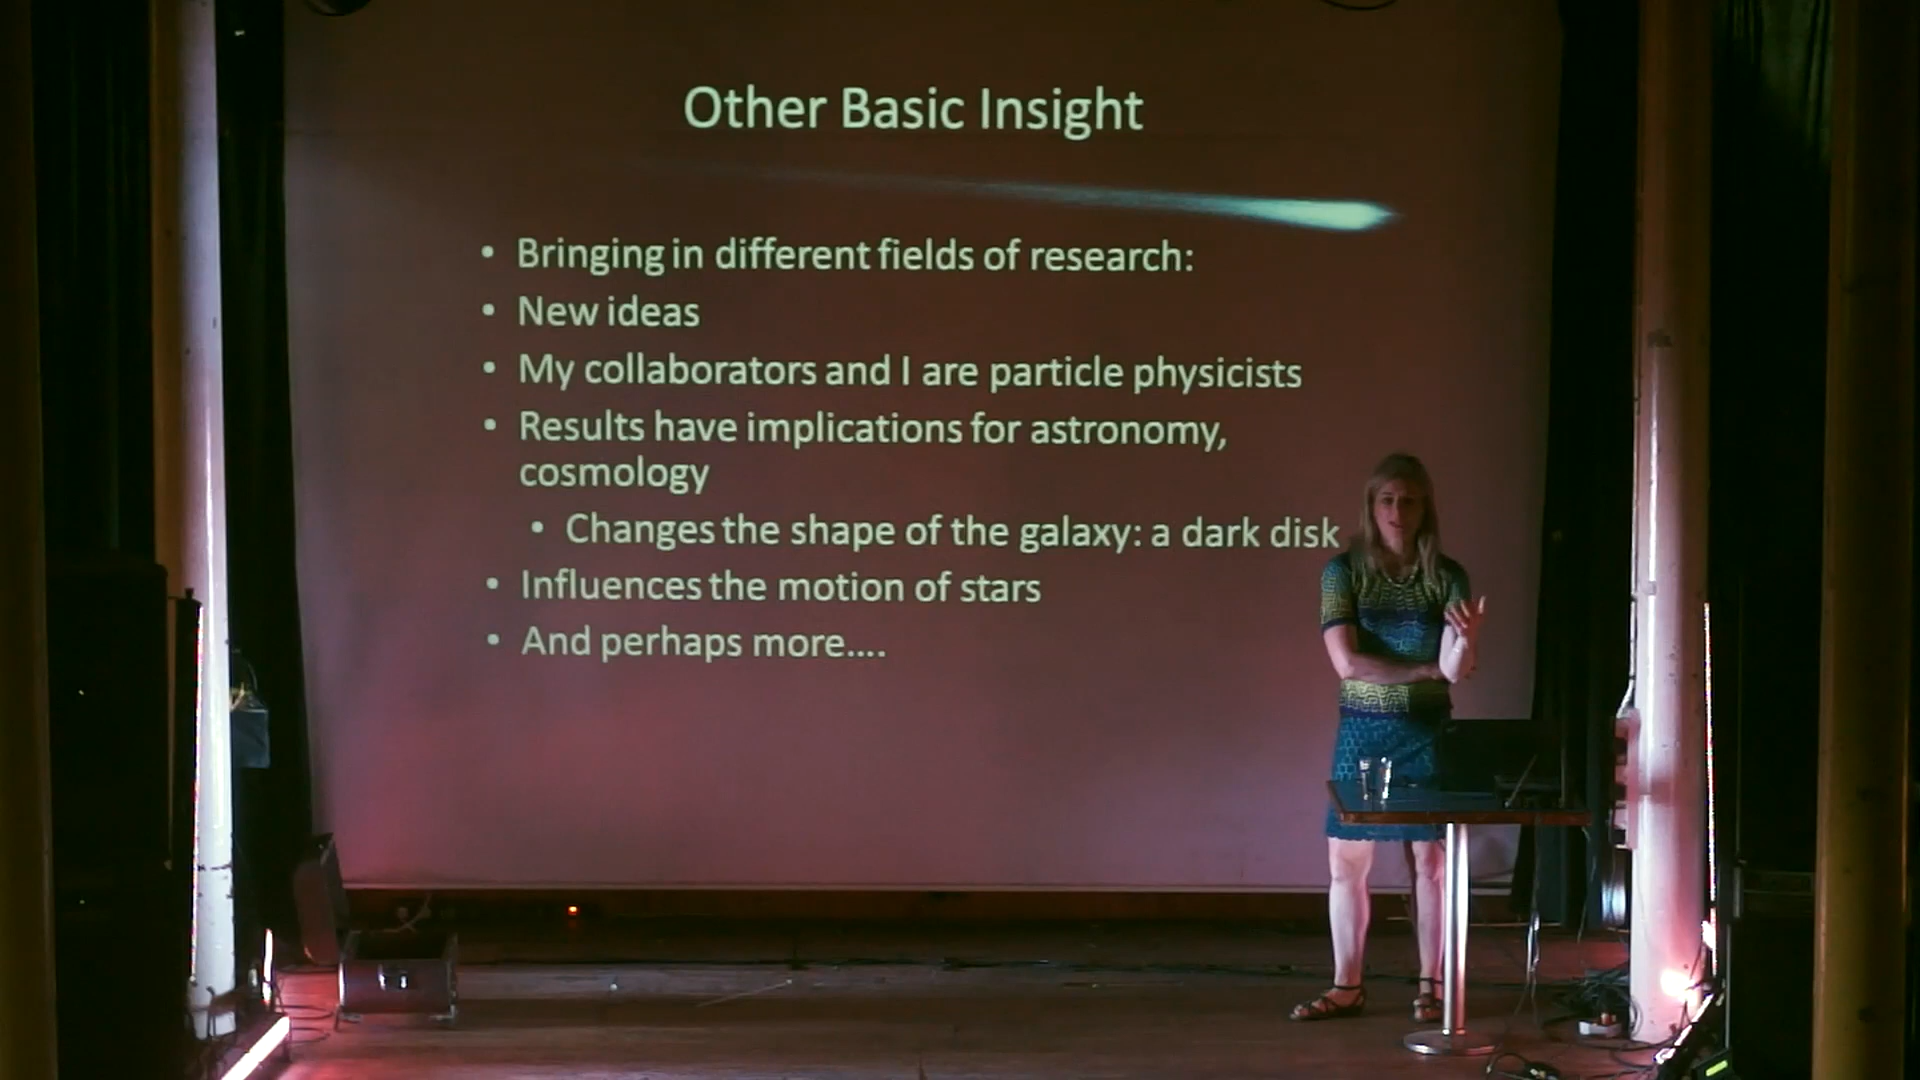 Other Basic Insight
• Bringing in different fields of research:
• New ideas
• My collaborators and I are particle physicists
• Results have implications for astronomy,
cosmology
• Changes the shape of the galaxy: a dark disk
• Influences the motion of stars
• And perhaps more....